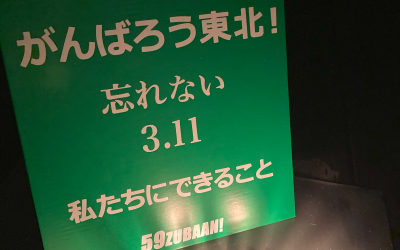 がんばろう東北!
忘れない
3.11
私たちにできること
59ZUBAAN!